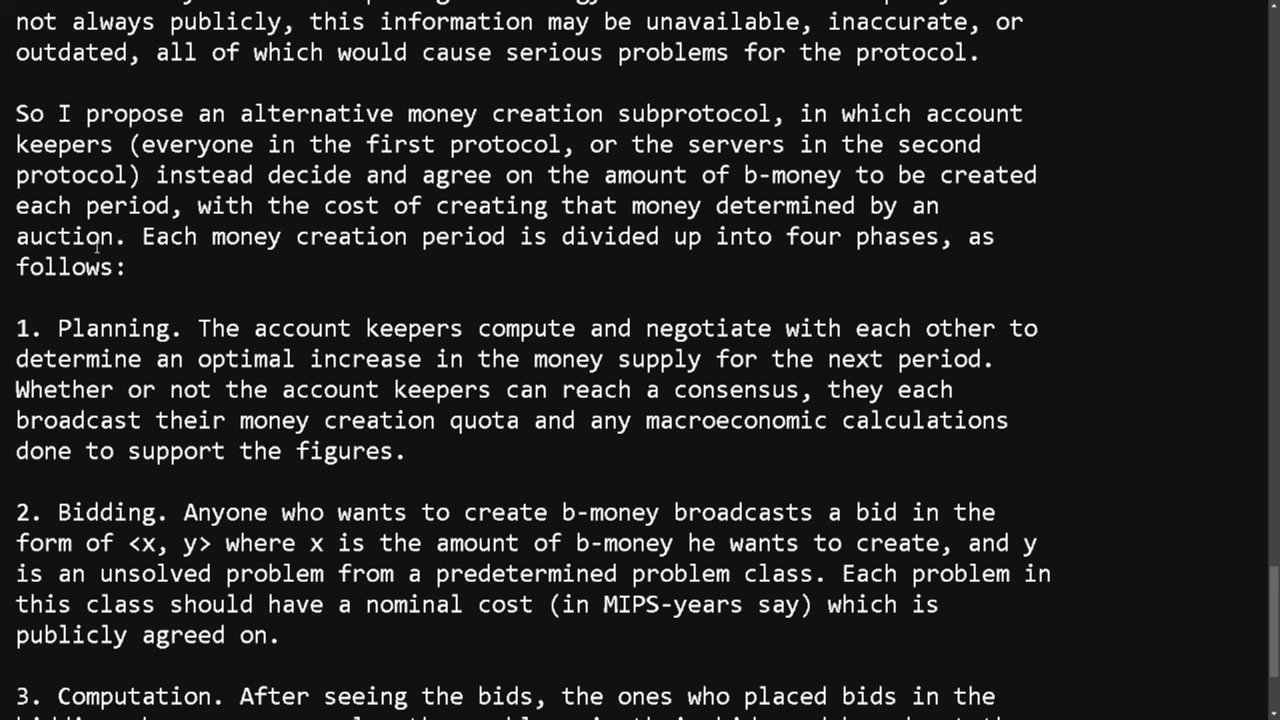 not always publicly, this information may be unavailable, inaccurate, or
outdated, all of which would cause serious problems for the protocol.
So I propose an alternative money creation subprotocol, in which account
keepers (everyone in the first protocol, or the servers in the second
protocol) instead decide and agree on the amount of b-money to be created
each period, with the cost of creating that money determined by an
auction. Each money creation period is divided up into four phases, as
follows:
1. Planning. The account keepers compute and negotiate with each other to
determine an optimal increase in the money supply for the next period.
Whether or not the account keepers can reach a consensus, they each
broadcast their money creation quota and any macroeconomic calculations
done to support the figures.
2. Bidding. Anyone who wants to create b-money broadcasts a bid in the
form of <x, y> where x is the amount of b-money he wants to create, and y
is an unsolved problem from a predetermined problem class. Each problem in
this class should have a nominal cost (in MIPS-years say) which is
publicly agreed on.
3. Computation. After seeing the bids, the ones who placed bids in the